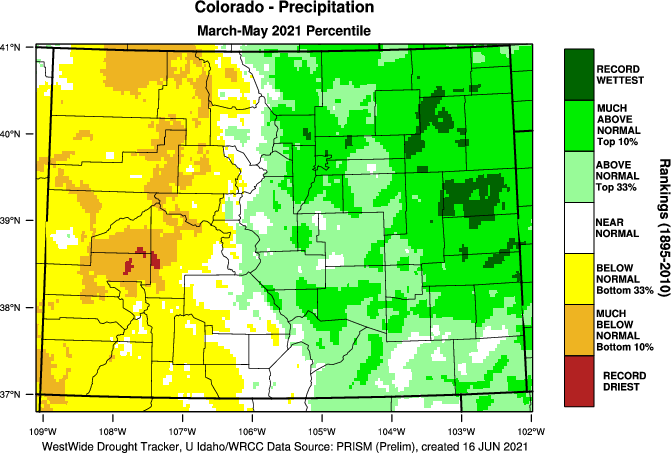 Colorado - Precipitation
March-May 2021 Percentile
41°N
40°N
39°N
38°N
37°N
109°W 108°W 107°W 106°W 105°W 104°W 103°W 102°W
RECORD
WETTEST
MUCH
ABOVE
NORMAL
Top 10%
ABOVE
NORMAL
Top 33%
NEAR
NORMAL
BELOW
NORMAL
Bottom 33%
MUCH
BELOW
NORMAL
Bottom 10%
RECORD
DRIEST
Rankings (1895-2010)
WestWide Drought Tracker, U Idaho/WRCC Data Source: PRISM (Prelim), created 16 JUN 2021